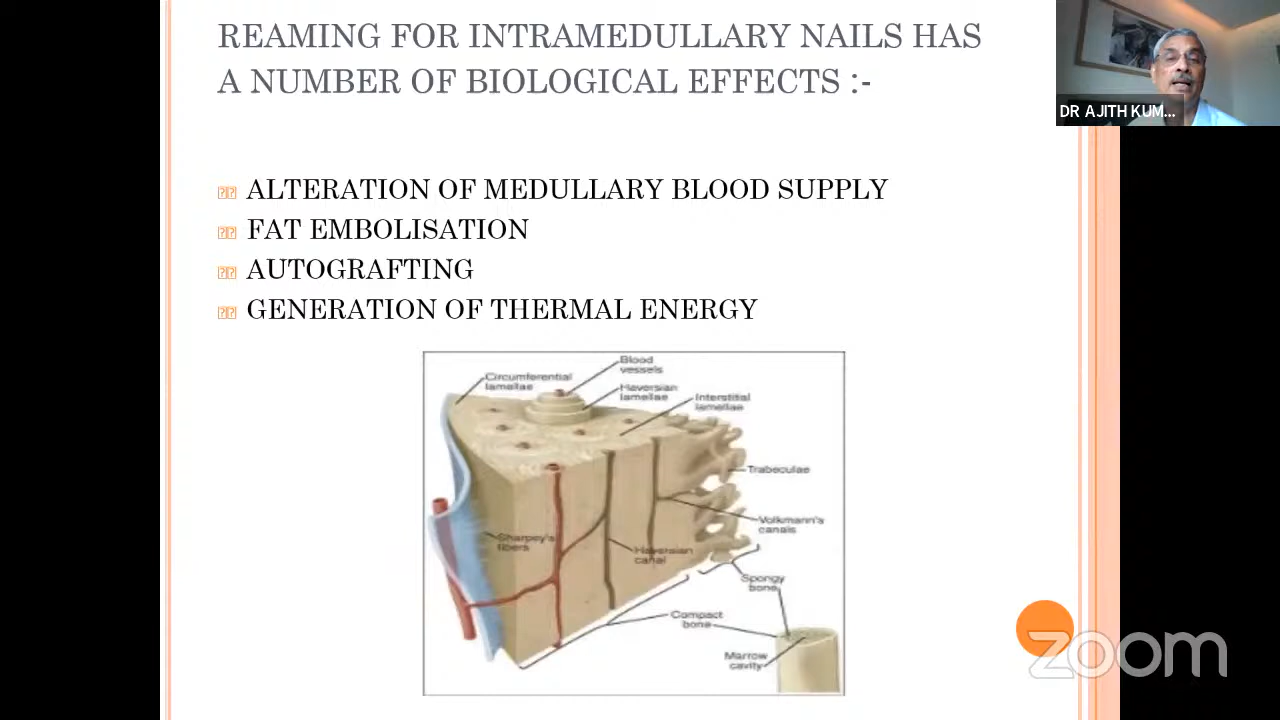 REAMING FOR INTRAMEDULLARY NAILS HAS
A NUMBER OF BIOLOGICAL EFFECTS :-
DR AJITH KUM...
ALTERATION OF MEDULLARY BLOOD SUPPLY
FAT EMBOLISATION
AUTOGRAFTING
GENERATION OF THERMAL ENERGY
Blood
vessels
Circumferential
lamellae
Haversian
lamellae
Interstitial
lamellae
Trabeculae
Volkmann's
canals
Sharpey's
fibers
Haversian
canal
Spongy
bone
Compact
bone
Marrow
cavity
zoom